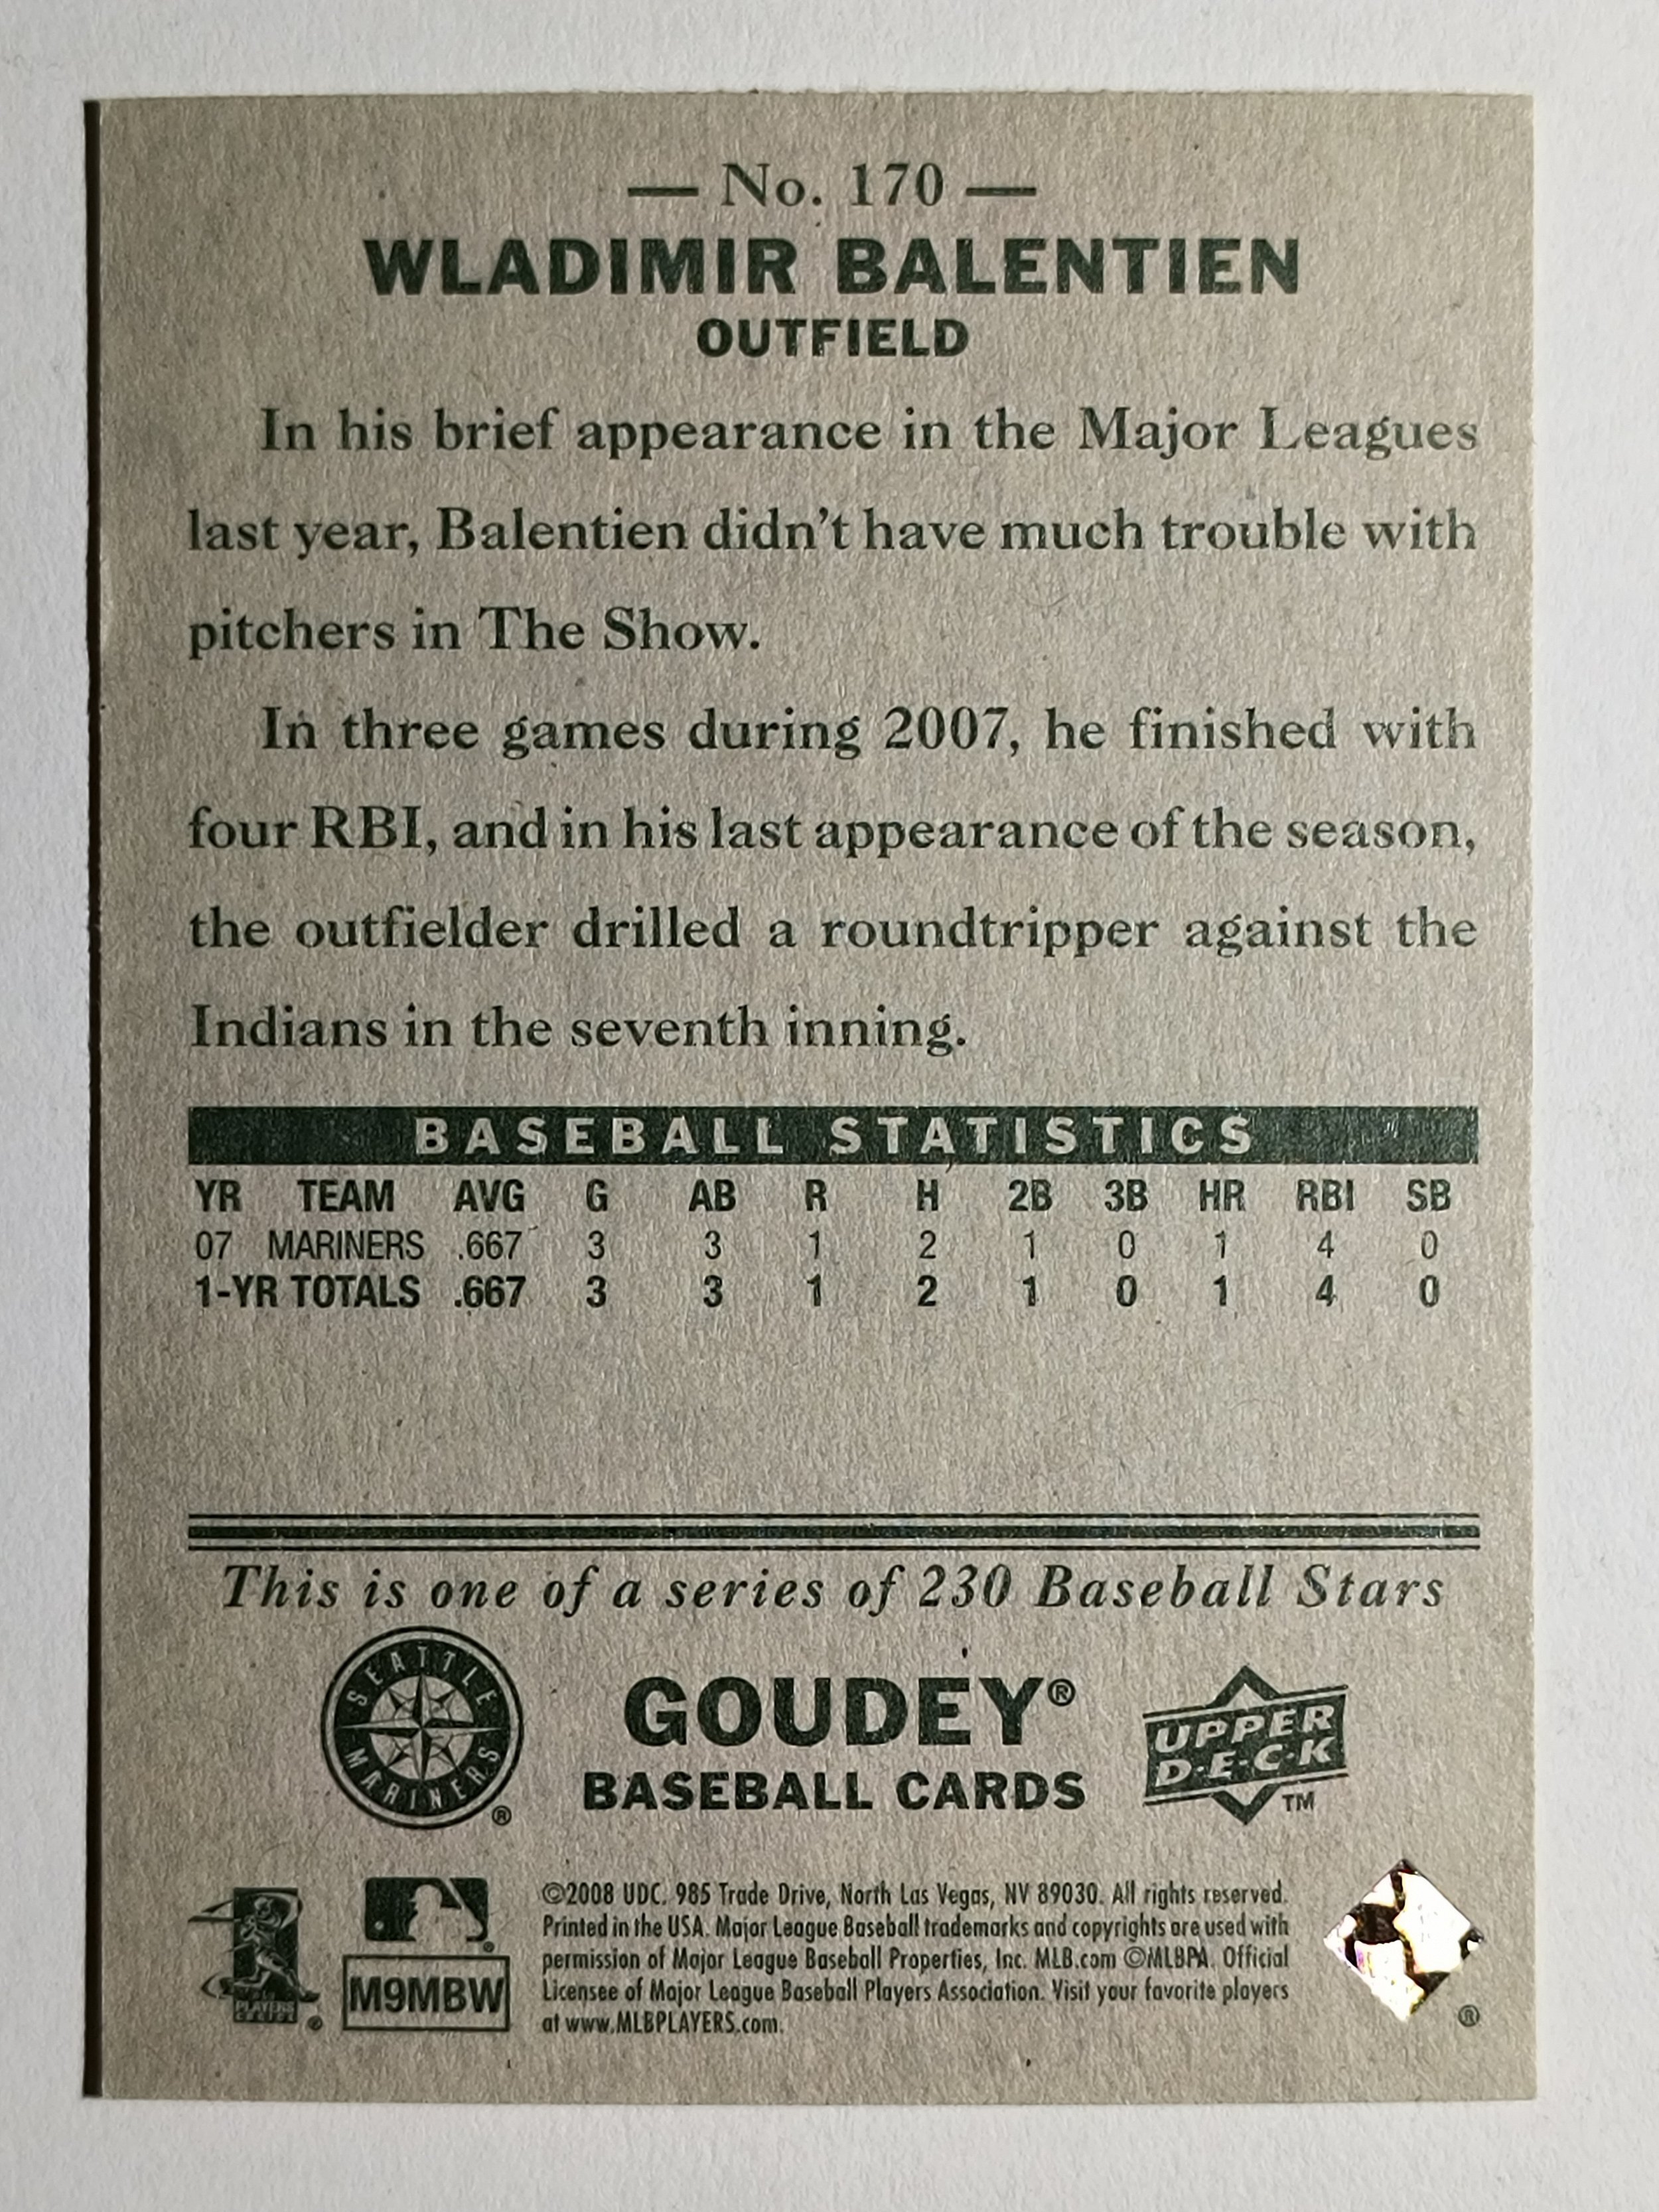 — No. 170 —
WLADIMIR BALENTIEN
OUTFIELD
In his brief appearance in the Major Leagues
last year, Balentien didn't have much trouble with
pitchers in The Show.
In three games during 2007, he finished with
four RBI, and in his last appearance of the season,
the outfielder drilled a roundtripper against the
Indians in the seventh inning.
BASEBALL STATISTICS
YR TEAM AVG G AB R H 2B 3B HR RBI SB
07 MARINERS .667 3 3 1 2 1 0 1 4 0
1-YR TOTALS .667 3 3 1 2 1 0 1 4 0
This is one of a series of 230 Baseball Stars
SEATTLE MARINERS ®
GOUDEY®
BASEBALL CARDS
UPPER
D·E·C·K
TM
M9MBW
©2008 UDC. 985 Trade Drive, North Las Vegas, NV 89030. All rights reserved.
Printed in the USA. Major League Baseball trademarks and copyrights are used with
permission of Major League Baseball Properties, Inc. MLB.com ©MLBPA. Official
Licensee of Major League Baseball Players Association. Visit your favorite players
at www.MLBPLAYERS.com.
®